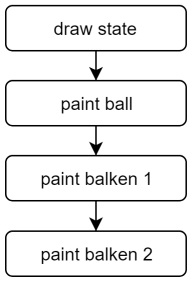 draw state
paint ball
paint balken 1
paint balken 2